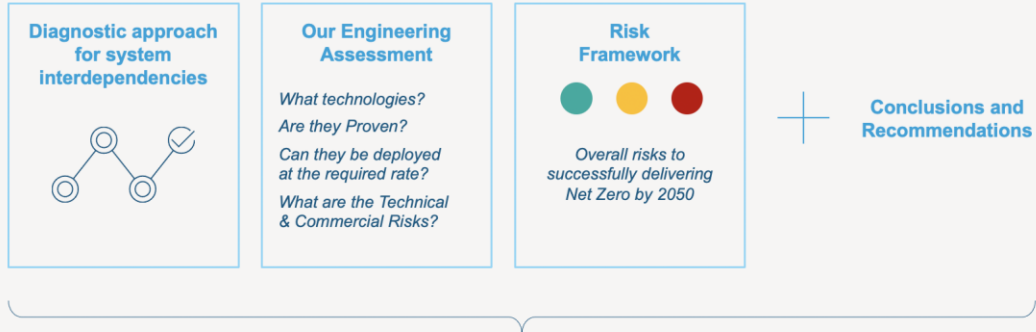 Diagnostic approach
for system
interdependencies
Our Engineering
Assessment
What technologies?
Are they Proven?
Can they be deployed
at the required rate?
What are the Technical
& Commercial Risks?
Risk
Framework
Overall risks to
successfully delivering
Net Zero by 2050
Conclusions and
Recommendations